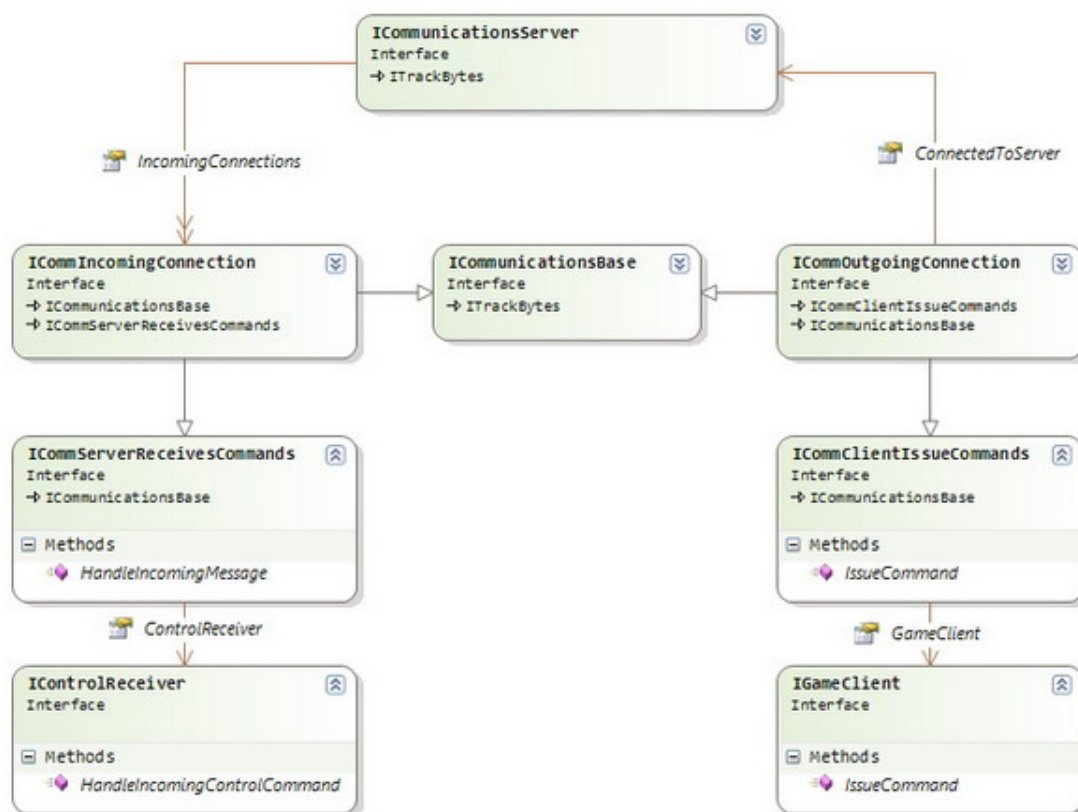 ICommunicationsServer
Interface
ITrackBytes
IncomingConnections
ConnectedToServer
ICommIncomingConnection
Interface
ICommunicationsBase
ICommServerReceivesCommands
ICommunicationsBase
Interface
ITrackBytes
ICommOutgoingConnection
Interface
ICommClientIssueCommands
ICommunicationsBase
ICommServerReceivesCommands
Interface
ICommunicationsBase
Methods
HandleIncomingMessage
ICommClientIssueCommands
Interface
ICommunicationsBase
Methods
IssueCommand
ControlReceiver
GameClient
IControlReceiver
Interface
Methods
HandleIncomingControlCommand
IGameClient
Interface
Methods
IssueCommand